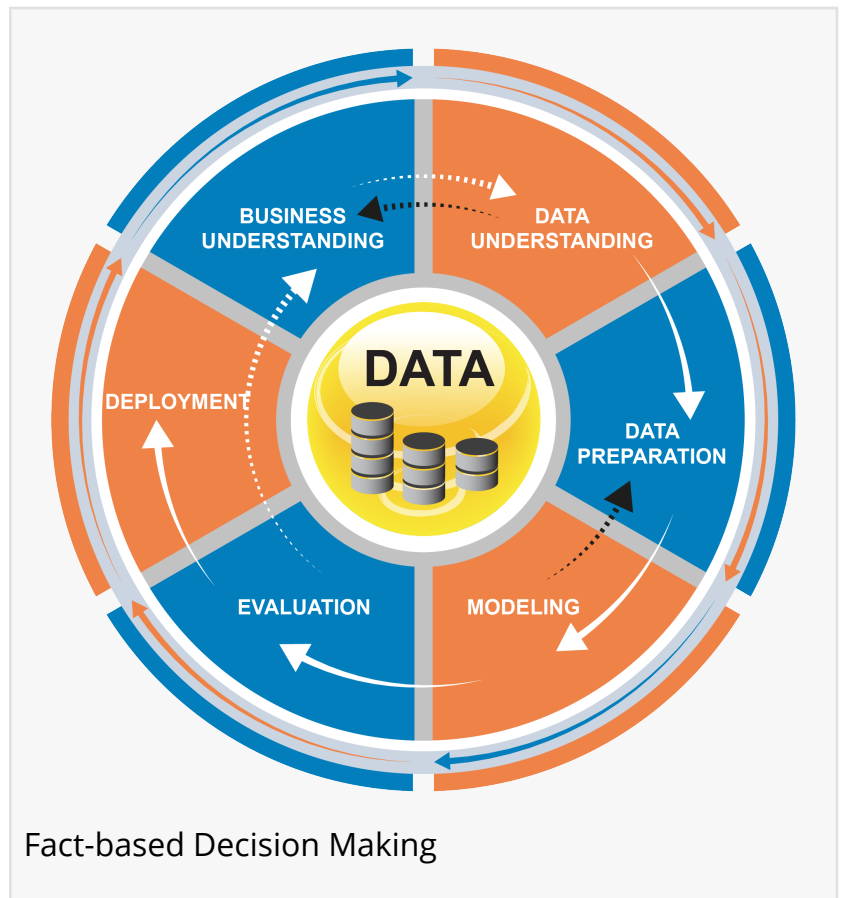 BUSINESS
UNDERSTANDING
DATA
UNDERSTANDING
DATA
DEPLOYMENT
DATA
PREPARATION
EVALUATION
MODELING
Fact-based Decision Making